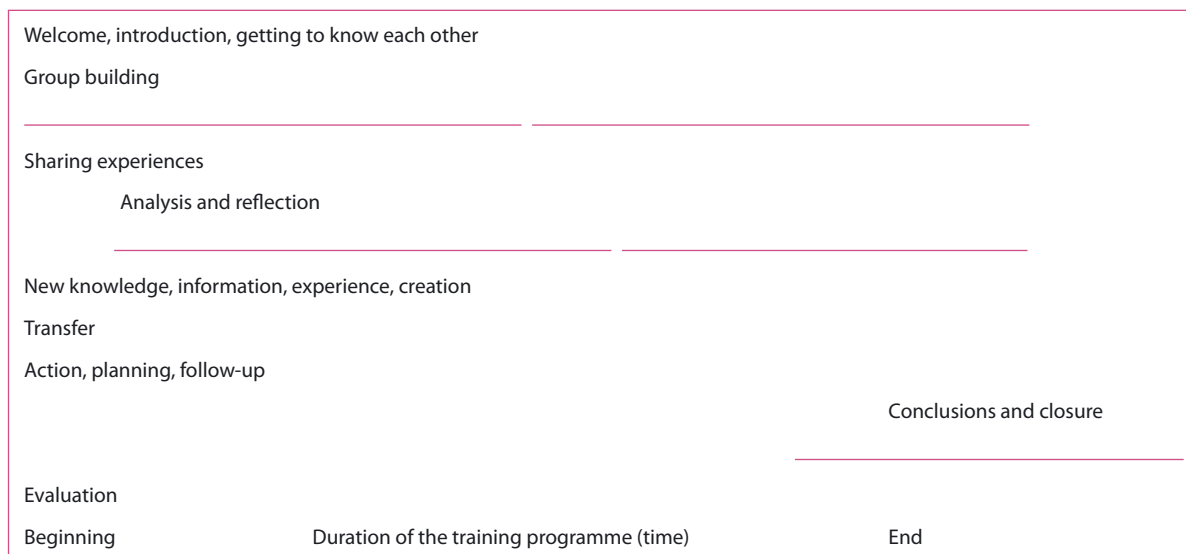 Welcome, introduction, getting to know each other
Group building
Sharing experiences
Analysis and reflection
New knowledge, information, experience, creation
Transfer
Action, planning, follow-up
Conclusions and closure
Evaluation
Beginning Duration of the training programme (time) End